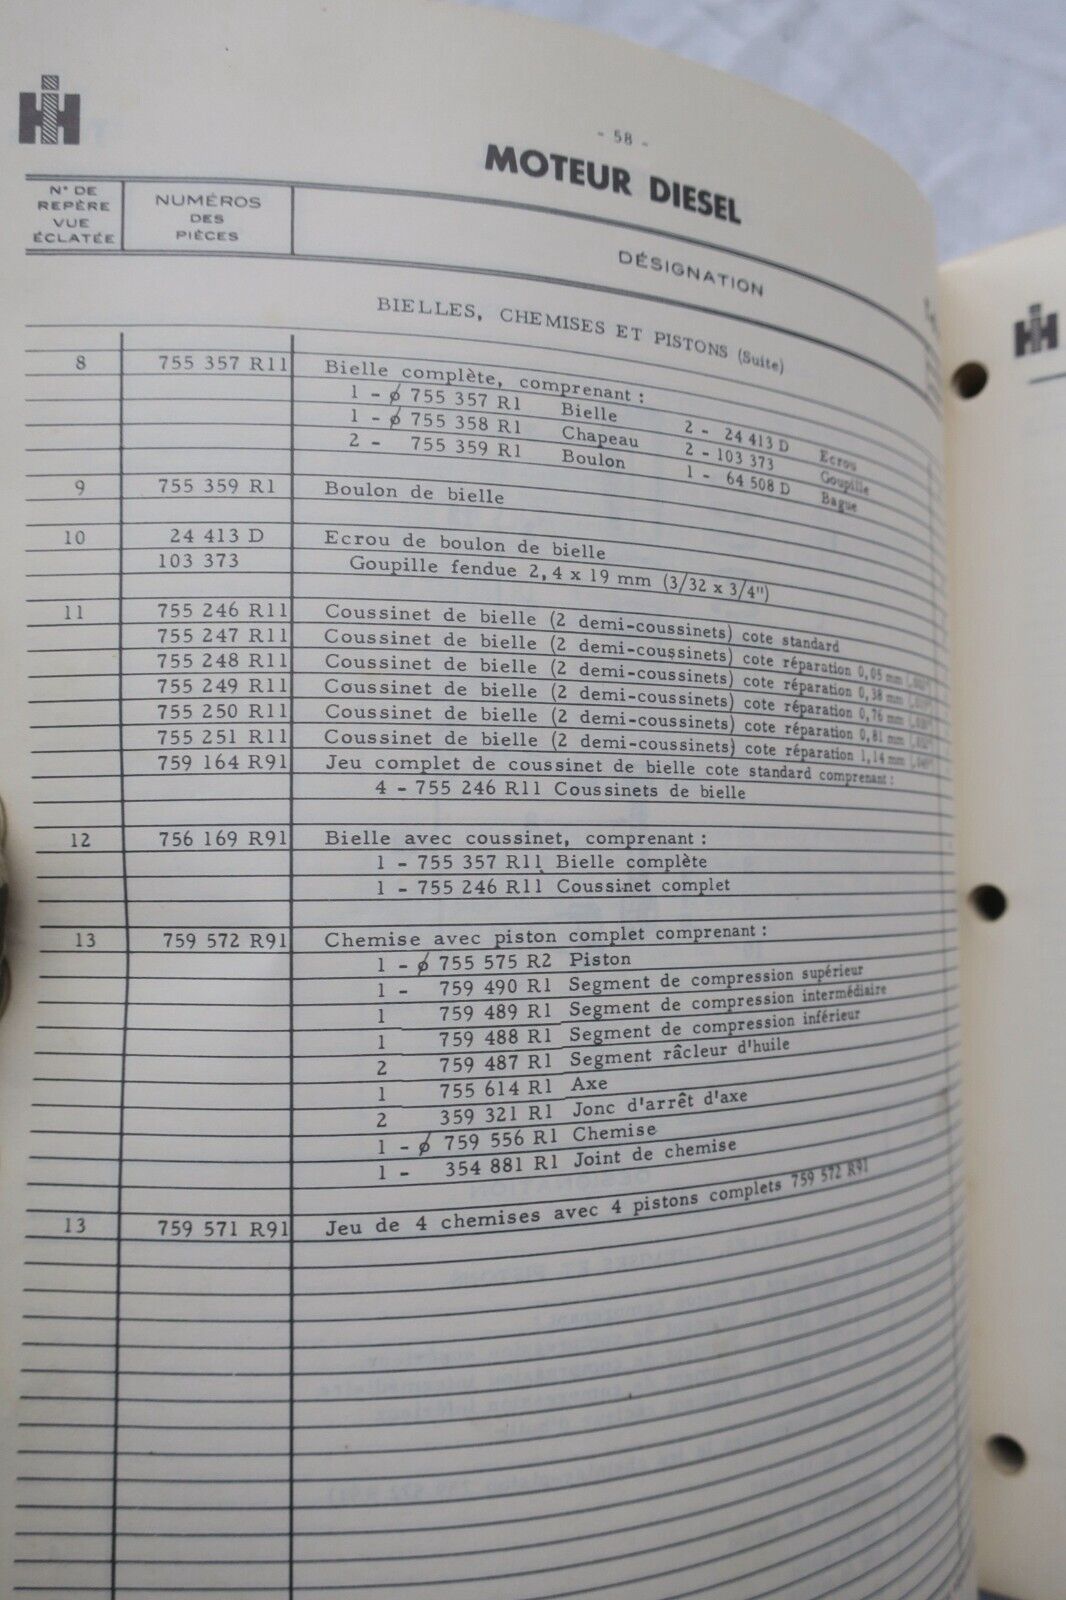 IH
- 58 -
MOTEUR DIESEL
N° DE REPÈRE VUE ÉCLATÉE
NUMÉROS DES PIÈCES
DÉSIGNATION
BIELLES, CHEMISES ET PISTONS (Suite)
8 755 357 R11 Bielle complète, comprenant :
1 - ϕ 755 357 R1 Bielle 2 - 24 413 D Ecrou
1 - ϕ 755 358 R1 Chapeau 2 - 103 373 Goupille
2 - 755 359 R1 Boulon 1 - 64 508 D Bague
9 755 359 R1 Boulon de bielle
10 24 413 D Ecrou de boulon de bielle
103 373 Goupille fendue 2,4 x 19 mm (3/32 x 3/4")
11 755 246 R11 Coussinet de bielle (2 demi-coussinets) cote standard
755 247 R11 Coussinet de bielle (2 demi-coussinets) cote réparation 0,05 mm
755 248 R11 Coussinet de bielle (2 demi-coussinets) cote réparation 0,38 mm
755 249 R11 Coussinet de bielle (2 demi-coussinets) cote réparation 0,76 mm
755 250 R11 Coussinet de bielle (2 demi-coussinets) cote réparation 0,81 mm
755 251 R11 Coussinet de bielle (2 demi-coussinets) cote réparation 1,14 mm
759 164 R91 Jeu complet de coussinet de bielle cote standard comprenant :
4 - 755 246 R11 Coussinets de bielle
12 756 169 R91 Bielle avec coussinet, comprenant :
1 - 755 357 R11 Bielle complète
1 - 755 246 R11 Coussinet complet
13 759 572 R91 Chemise avec piston complet comprenant :
1 - ϕ 755 575 R2 Piston
1 - 759 490 R1 Segment de compression supérieur
1 759 489 R1 Segment de compression intermédiaire
1 759 488 R1 Segment de compression inférieur
2 759 487 R1 Segment râcleur d'huile
1 755 614 R1 Axe
2 359 321 R1 Jonc d'arrêt d'axe
1 - ϕ 759 556 R1 Chemise
1 - 354 881 R1 Joint de chemise
13 759 571 R91 Jeu de 4 chemises avec 4 pistons complets 759 572 R91
IH